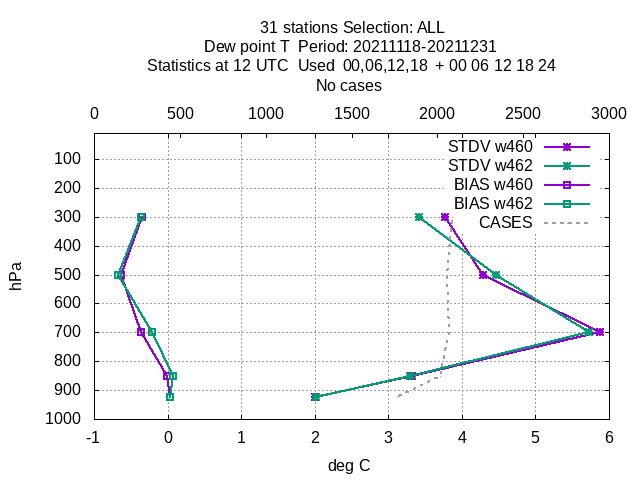 31 stations Selection: ALL
Dew point T  Period: 20211118-20211231
Statistics at 12 UTC  Used  00,06,12,18  + 00 06 12 18 24
No cases
0 500 1000 1500 2000 2500 3000
STDV w460
STDV w462
BIAS w460
BIAS w462
CASES
hPa
100
200
300
400
500
600
700
800
900
1000
-1 0 1 2 3 4 5 6
deg C